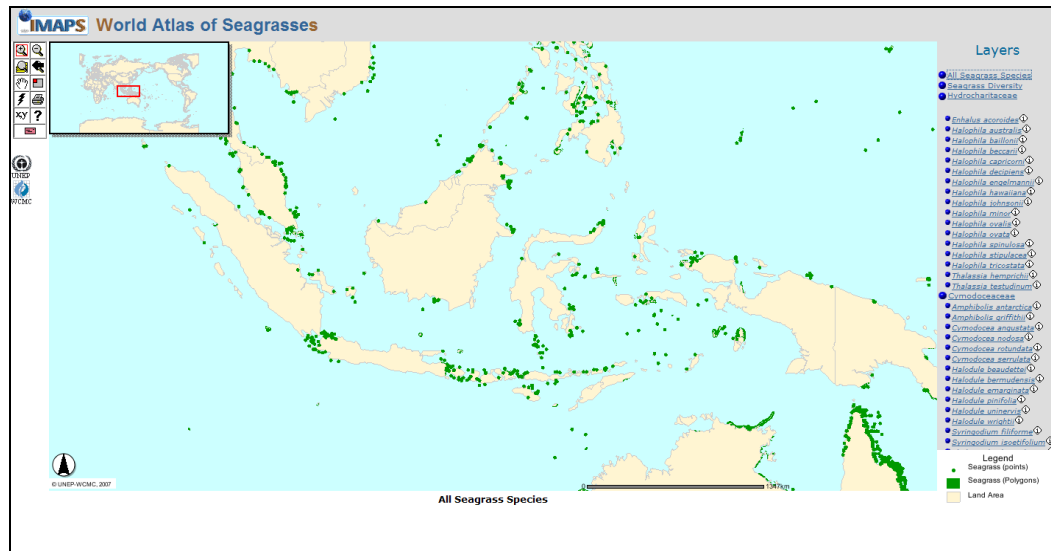 iMAPS World Atlas of Seagrasses
x,y ?
UNEP
WCMC
Layers
All Seagrass Species
Seagrass Diversity
Hydrocharitaceae
Enhalus acoroides
Halophila australis
Halophila baillonii
Halophila beccarii
Halophila capricorni
Halophila decipiens
Halophila engelmannii
Halophila hawaiiana
Halophila johnsonii
Halophila minor
Halophila ovalis
Halophila ovata
Halophila spinulosa
Halophila stipulacea
Halophila tricostata
Thalassia hemprichii
Thalassia testudinum
Cymodoceaceae
Amphibolis antarctica
Amphibolis griffithii
Cymodocea angustata
Cymodocea nodosa
Cymodocea rotundata
Cymodocea serrulata
Halodule beaudettei
Halodule bermudensis
Halodule emarginata
Halodule pinifolia
Halodule uninervis
Halodule wrightii
Syringodium filiforme
Syringodium isoetifolium
Legend
Seagrass (points)
Seagrass (Polygons)
Land Area
© UNEP-WCMC, 2007
0 1347km
All Seagrass Species